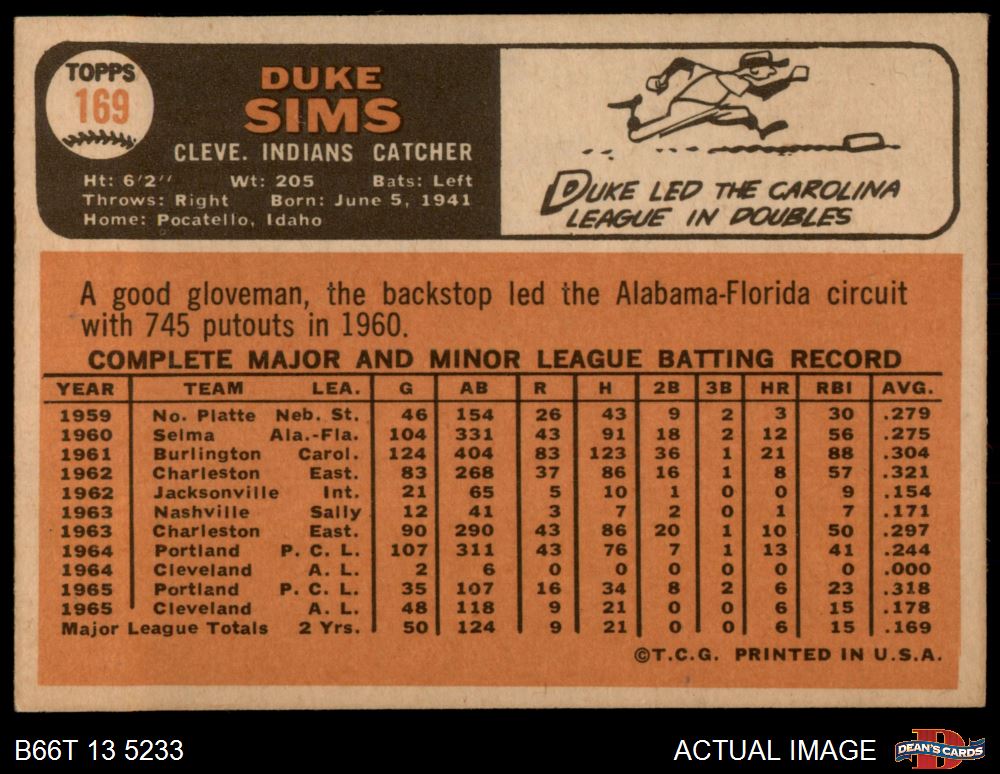 TOPPS
169
DUKE
SIMS
CLEVE. INDIANS CATCHER
Ht: 6'2" Wt: 205 Bats: Left
Throws: Right Born: June 5, 1941
Home: Pocatello, Idaho
DUKE LED THE CAROLINA
LEAGUE IN DOUBLES
A good gloveman, the backstop led the Alabama-Florida circuit
with 745 putouts in 1960.
COMPLETE MAJOR AND MINOR LEAGUE BATTING RECORD
YEAR TEAM LEA. G AB R H 2B 3B HR RBI AVG.
1959 No. Platte Neb. St. 46 154 26 43 9 2 3 30 .279
1960 Selma Ala.-Fla. 104 331 43 91 18 2 12 56 .275
1961 Burlington Carol. 124 404 83 123 36 1 21 88 .304
1962 Charleston East. 83 268 37 86 16 1 8 57 .321
1962 Jacksonville Int. 21 65 5 10 1 0 0 9 .154
1963 Nashville Sally 12 41 3 7 2 0 1 7 .171
1963 Charleston East. 90 290 43 86 20 1 10 50 .297
1964 Portland P. C. L. 107 311 43 76 7 1 13 41 .244
1964 Cleveland A. L. 2 6 0 0 0 0 0 0 .000
1965 Portland P. C. L. 35 107 16 34 8 2 6 23 .318
1965 Cleveland A. L. 48 118 9 21 0 0 6 15 .178
Major League Totals 2 Yrs. 50 124 9 21 0 0 6 15 .169
©T.C.G. PRINTED IN U.S.A.
B66T 13 5233
ACTUAL IMAGE
DEAN'S CARDS